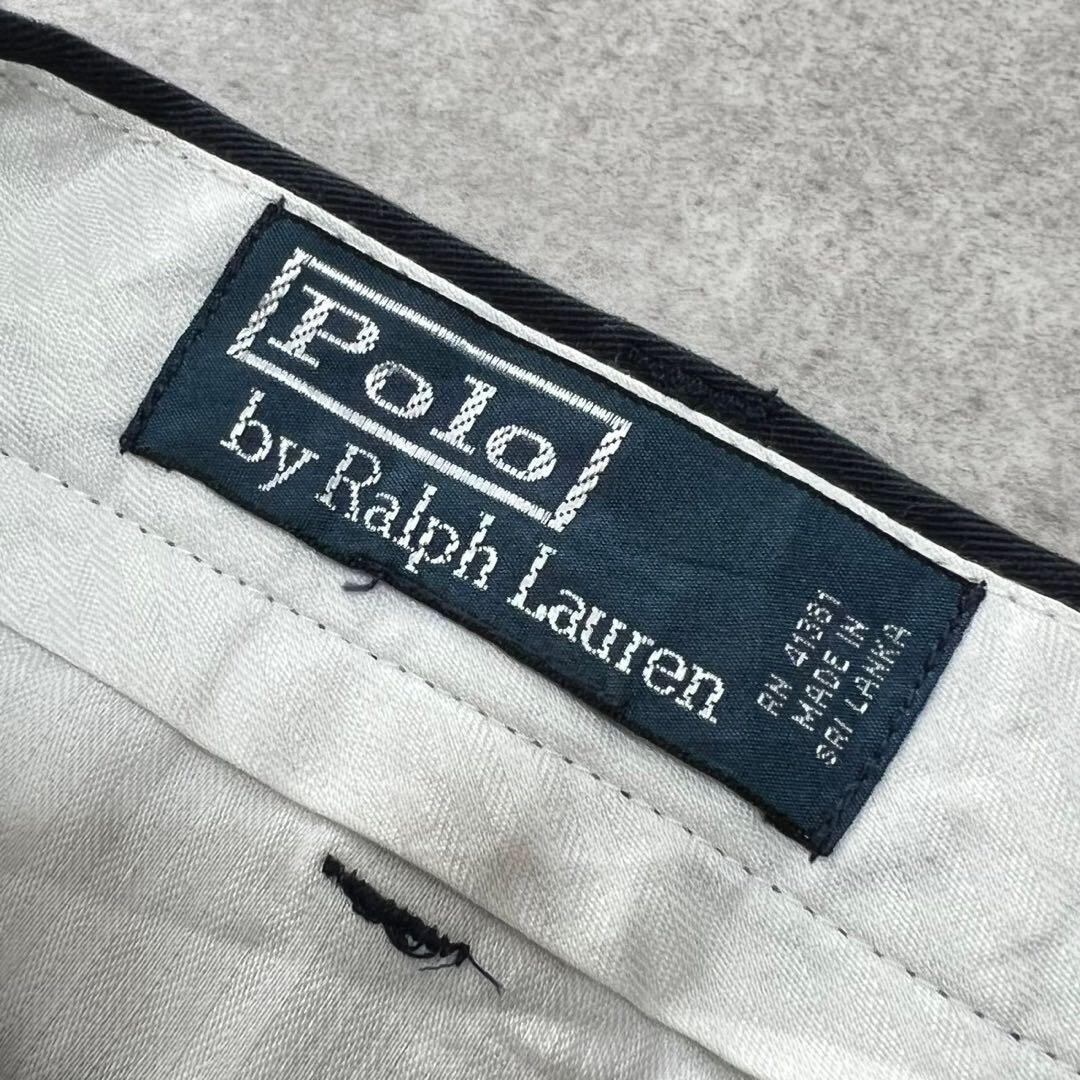 Polo
by Ralph Lauren
RN 41381
MADE IN
SRI LANKA